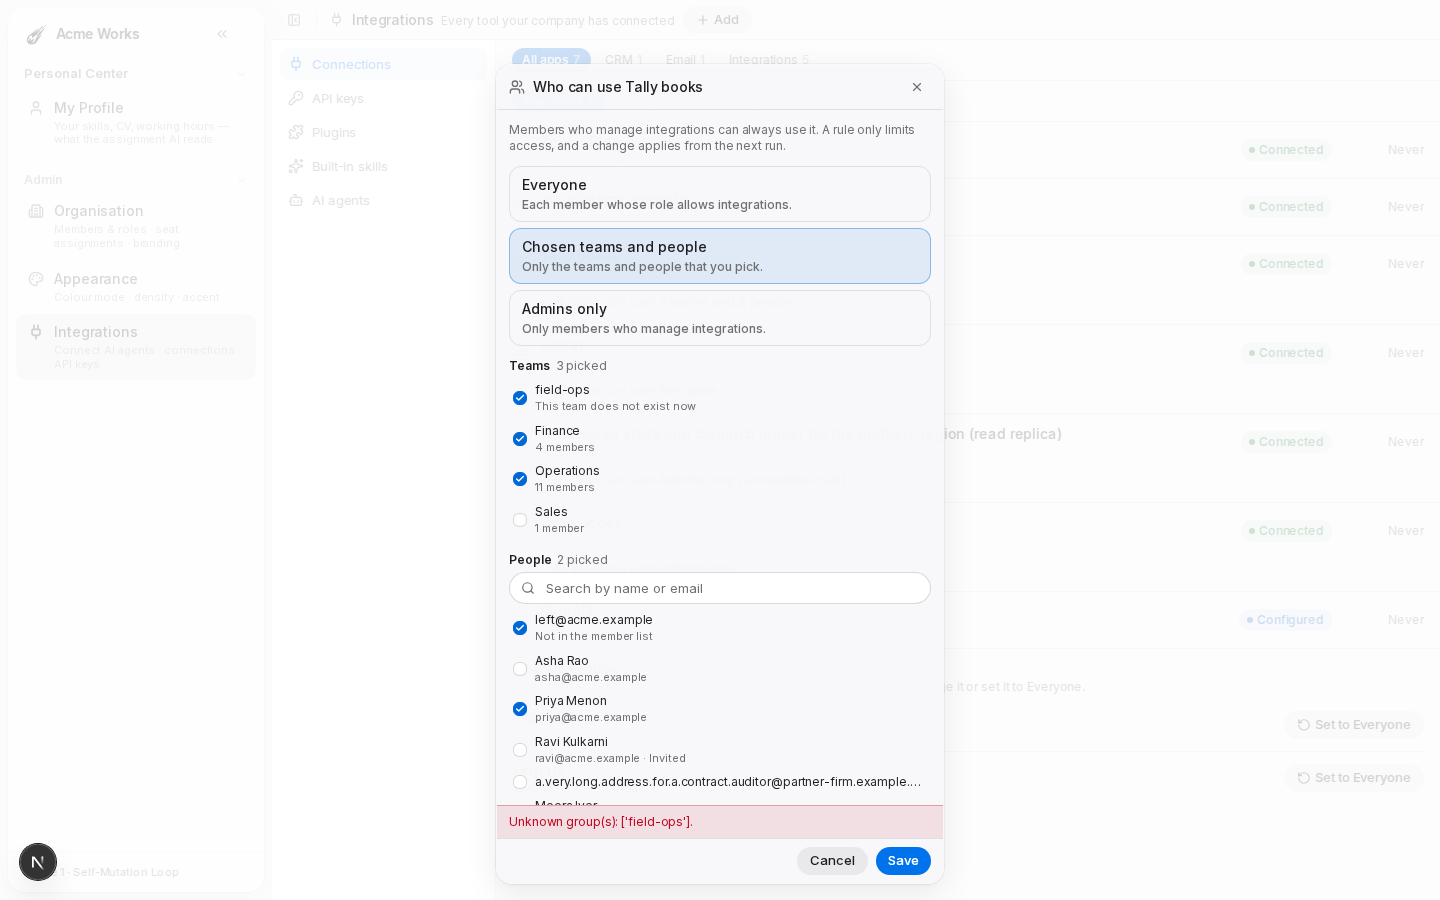 Acme Works
Personal Center
My Profile
Your skills, CV, working hours —
what the assignment AI reads
Admin
Organisation
Members & roles · seat
assignments · branding
Appearance
Colour mode · density · accent
Integrations
Connect AI agents · connections ·
API keys
1 · Self-Mutation Loop
Integrations Every tool your company has connected
Add
Connections
API keys
Plugins
Built-in skills
AI agents
All apps 7
CRM 1
Email 1
Integrations 5
Who can use Tally books
Members who manage integrations can always use it. A rule only limits
access, and a change applies from the next run.
Everyone
Each member whose role allows integrations.
Chosen teams and people
Only the teams and people that you pick.
Admins only
Only members who manage integrations.
Teams 3 picked
field-ops
This team does not exist now
Finance
4 members
Operations
11 members
Sales
1 member
People 2 picked
Search by name or email
left@acme.example
Not in the member list
Asha Rao
asha@acme.example
Priya Menon
priya@acme.example
Ravi Kulkarni
ravi@acme.example · Invited
a.very.long.address.for.a.contract.auditor@partner-firm.example....
Unknown group(s): ['field-ops'].
Cancel
Save
Connected
Never
Connected
Never
Connected
Never
Connected
Never
(read replica)
Connected
Never
Connected
Never
Configured
Never
it or set it to Everyone.
Set to Everyone
Set to Everyone